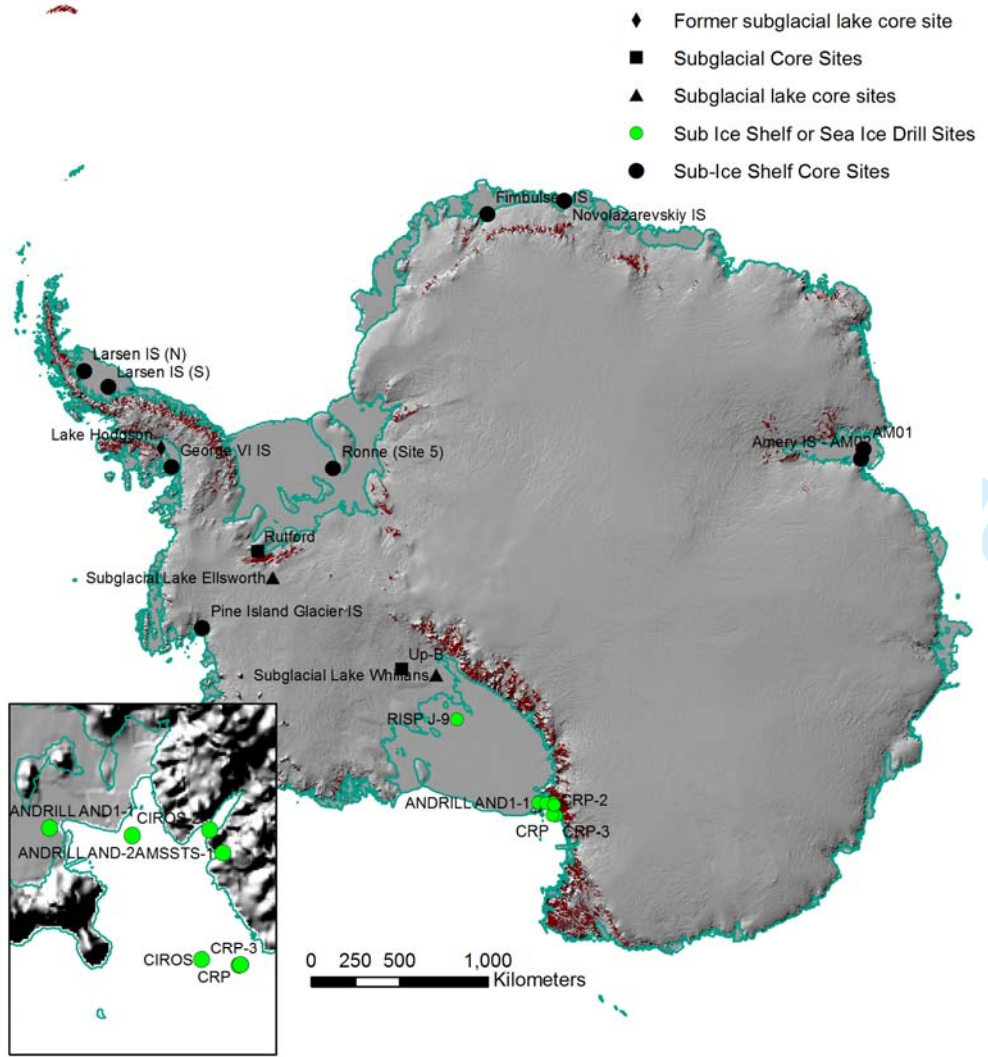 Former subglacial lake core site
Subglacial Core Sites
Subglacial lake core sites
Sub Ice Shelf or Sea Ice Drill Sites
Sub-Ice Shelf Core Sites
Fimbulsen IS
Novolazarevskiy IS
Larsen IS (N)
Larsen IS (S)
Lake Hodgson
George VI IS
Ronne (Site 5)
AM01
Amery IS - AM02
Rutford
Subglacial Lake Ellsworth
Pine Island Glacier IS
Up-B
Subglacial Lake Whillans
RISP J-9
ANDRILL AND1-1
CRP-2
CRP
CRP-3
ANDRILL AND1-1
CIROS-2
ANDRILL AND-2A
MSSTS-1
CIROS
CRP-3
CRP
0 250 500 1,000
Kilometers